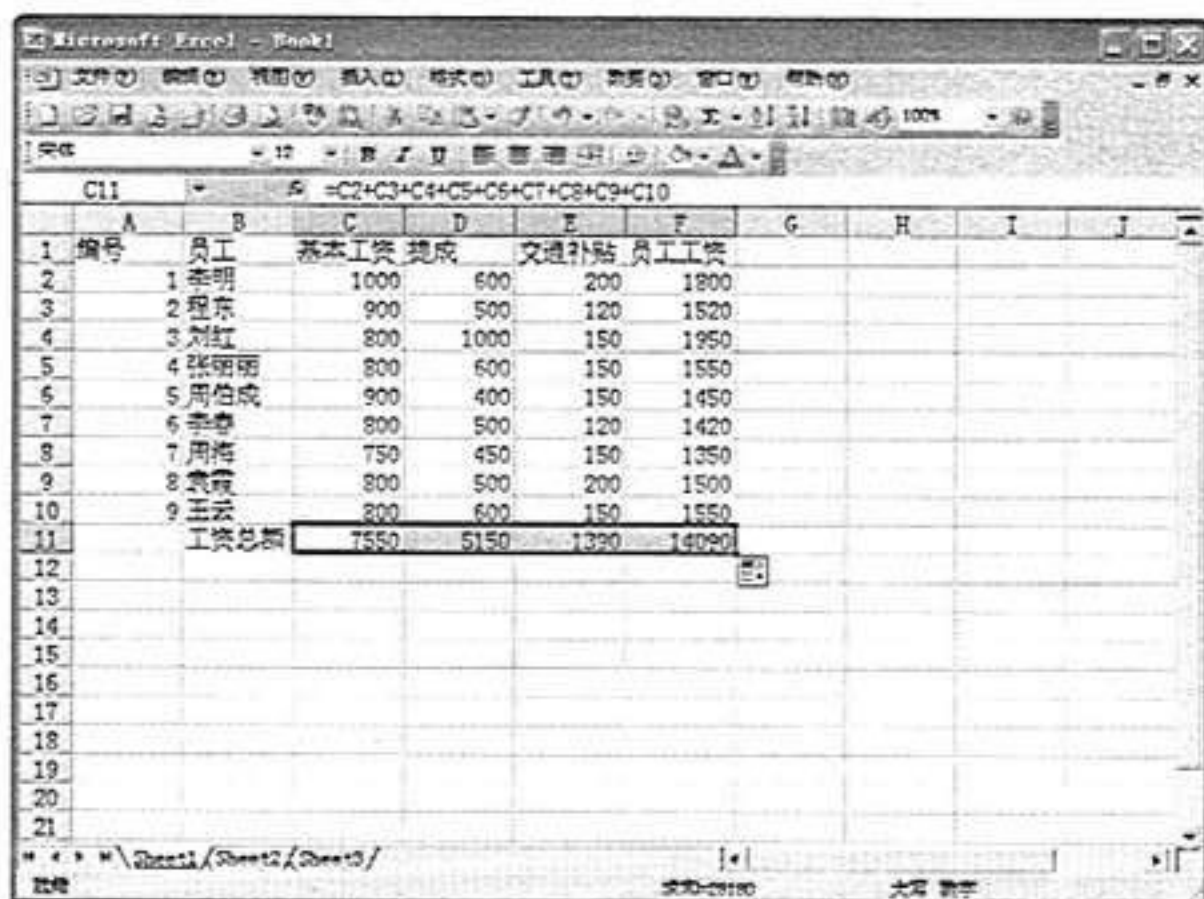 Microsoft Excel - Book1
文件(F) 编辑(E) 视图(V) 插入(I) 格式(O) 工具(T) 数据(D) 窗口(W) 帮助(H)
100%
宋体 12 B I U A
C11 =C2+C3+C4+C5+C6+C7+C8+C9+C10
A B C D E F G H I J
1 编号 员工 基本工资 提成 交通补贴 员工工资
2 1 李明 1000 600 200 1800
3 2 程东 900 500 120 1520
4 3 刘红 800 1000 150 1950
5 4 张丽丽 800 600 150 1550
6 5 周伯成 900 400 150 1450
7 6 李春 800 500 120 1420
8 7 周梅 750 450 150 1350
9 8 袁霞 800 500 200 1500
10 9 王云 800 600 150 1550
11 工资总额 7550 5150 1390 14090
12
13
14
15
16
17
18
19
20
21
Sheet1 Sheet2 Sheet3
就绪 求和=28180 大写 数字